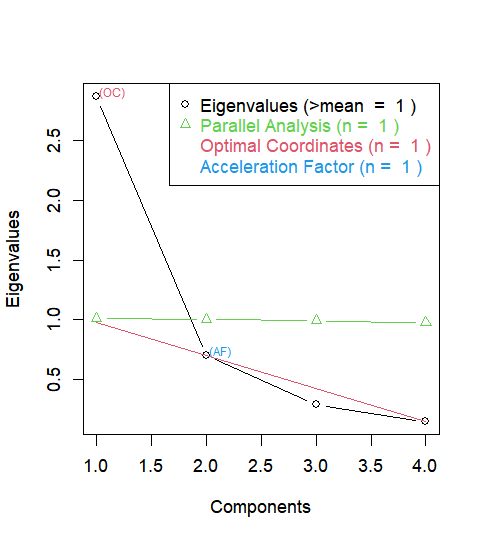 (OC)
Eigenvalues (>mean  =  1 )
Parallel Analysis (n =  1 )
Optimal Coordinates (n =  1 )
Acceleration Factor (n =  1 )
2.5
2.0
1.5
1.0
0.5
Eigenvalues
(AF)
1.0 1.5 2.0 2.5 3.0 3.5 4.0
Components